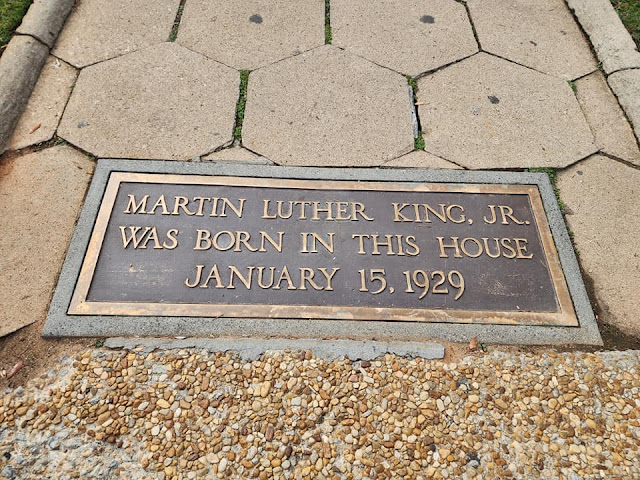 MARTIN LUTHER KING, JR.
WAS BORN IN THIS HOUSE
JANUARY 15, 1929